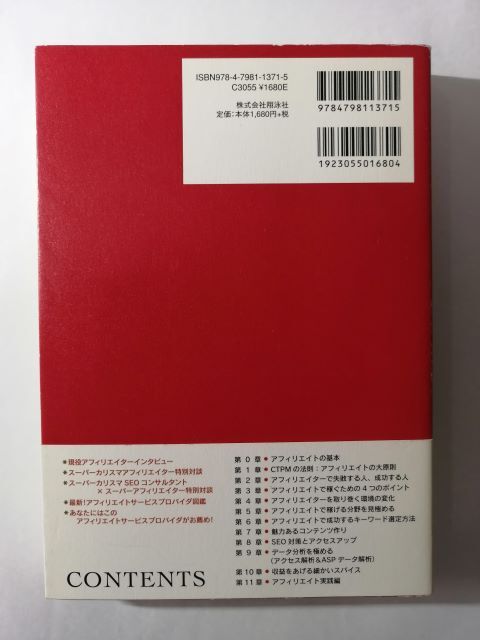 ISBN978-4-7981-1371-5
C3055 ¥1680E
株式会社翔泳社
定価:本体1,680円+税
9784798113715
1923055016804
*現役アフィリエイターインタビュー
*スーパーカリスマアフィリエイター特別対談
*スーパーカリスマ SEO コンサルタント
×スーパーアフィリエイター特別対談
*最新!アフィリエイトサービスプロバイダ図鑑
*あなたにはこの
アフィリエイトサービスプロバイダがお薦め!
CONTENTS
第 0 章 * アフィリエイトの基本
第 1 章 * CTPM の法則:アフィリエイトの大原則
第 2 章 * アフィリエイターで失敗する人、成功する人
第 3 章 * アフィリエイトで稼ぐための 4 つのポイント
第 4 章 * アフィリエイターを取り巻く環境の変化
第 5 章 * アフィリエイトで稼げる分野を見極める
第 6 章 * アフィリエイトで成功するキーワード選定方法
第 7 章 * 魅力あるコンテンツ作り
第 8 章 * SEO 対策とアクセスアップ
第 9 章 * データ分析を極める
(アクセス解析&ASP データ解析)
第 10 章 * 収益をあげる細かいスパイス
第 11 章 * アフィリエイト実践編